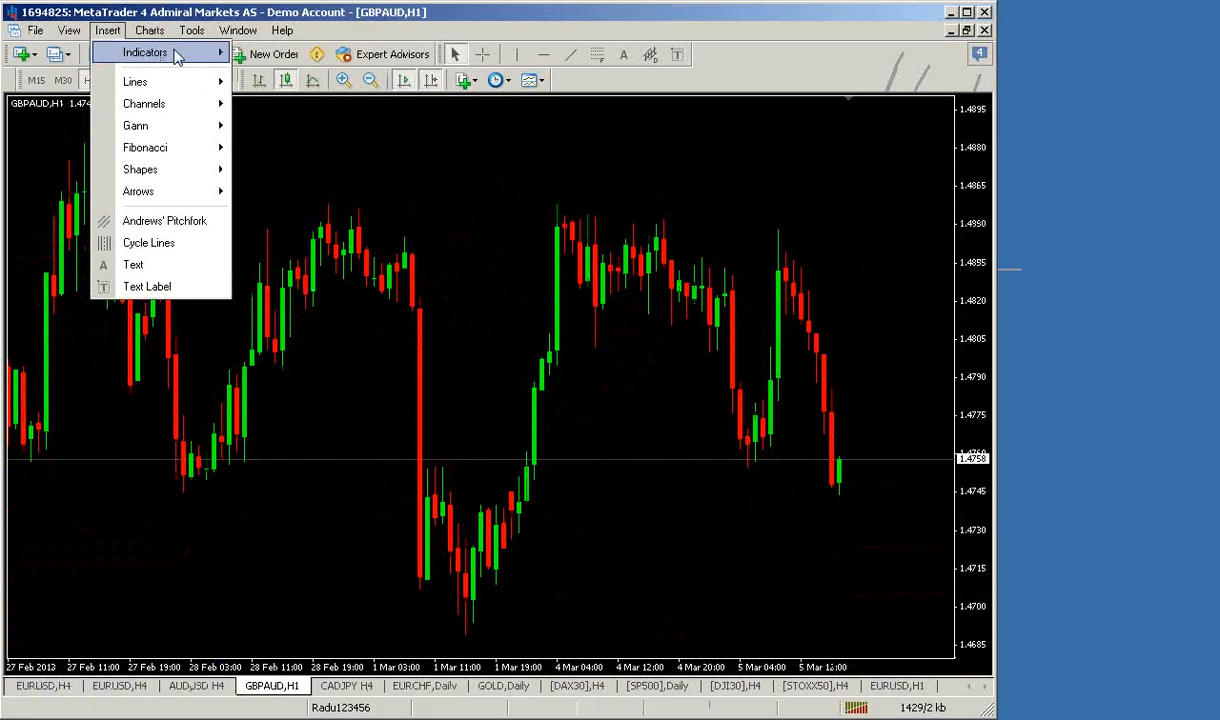 1694825: MetaTrader 4 Admiral Markets AS - Demo Account - [GBPAUD,H1]
File View Insert Charts Tools Window Help
Indicators New Order Expert Advisors A T 4
M15 M30 H
Lines
Channels
Gann
Fibonacci
Shapes
Arrows
Andrews' Pitchfork
Cycle Lines
A Text
T Text Label
GBPAUD,H1 1.474
1.4895
1.4880
1.4865
1.4850
1.4855
1.4820
1.4805
1.4790
1.4775
1.4758
1.4745
1.4730
1.4715
1.4700
1.4685
27 Feb 2013 27 Feb 11:00 27 Feb 19:00 28 Feb 03:00 28 Feb 11:00 28 Feb 19:00 1 Mar 03:00 1 Mar 11:00 1 Mar 19:00 4 Mar 04:00 4 Mar 12:00 4 Mar 20:00 5 Mar 04:00 5 Mar 12:00
EURUSD,H4 EURUSD,H4 AUDUSD H4 GBPAUD,H1 CADJPY H4 EURCHF,Daily GOLD,Daily [DAX30],H4 [SP500],Daily [DJI30],H4 [STOXX50],H4 EURUSD,H1
Radu123456 1429/2 kb